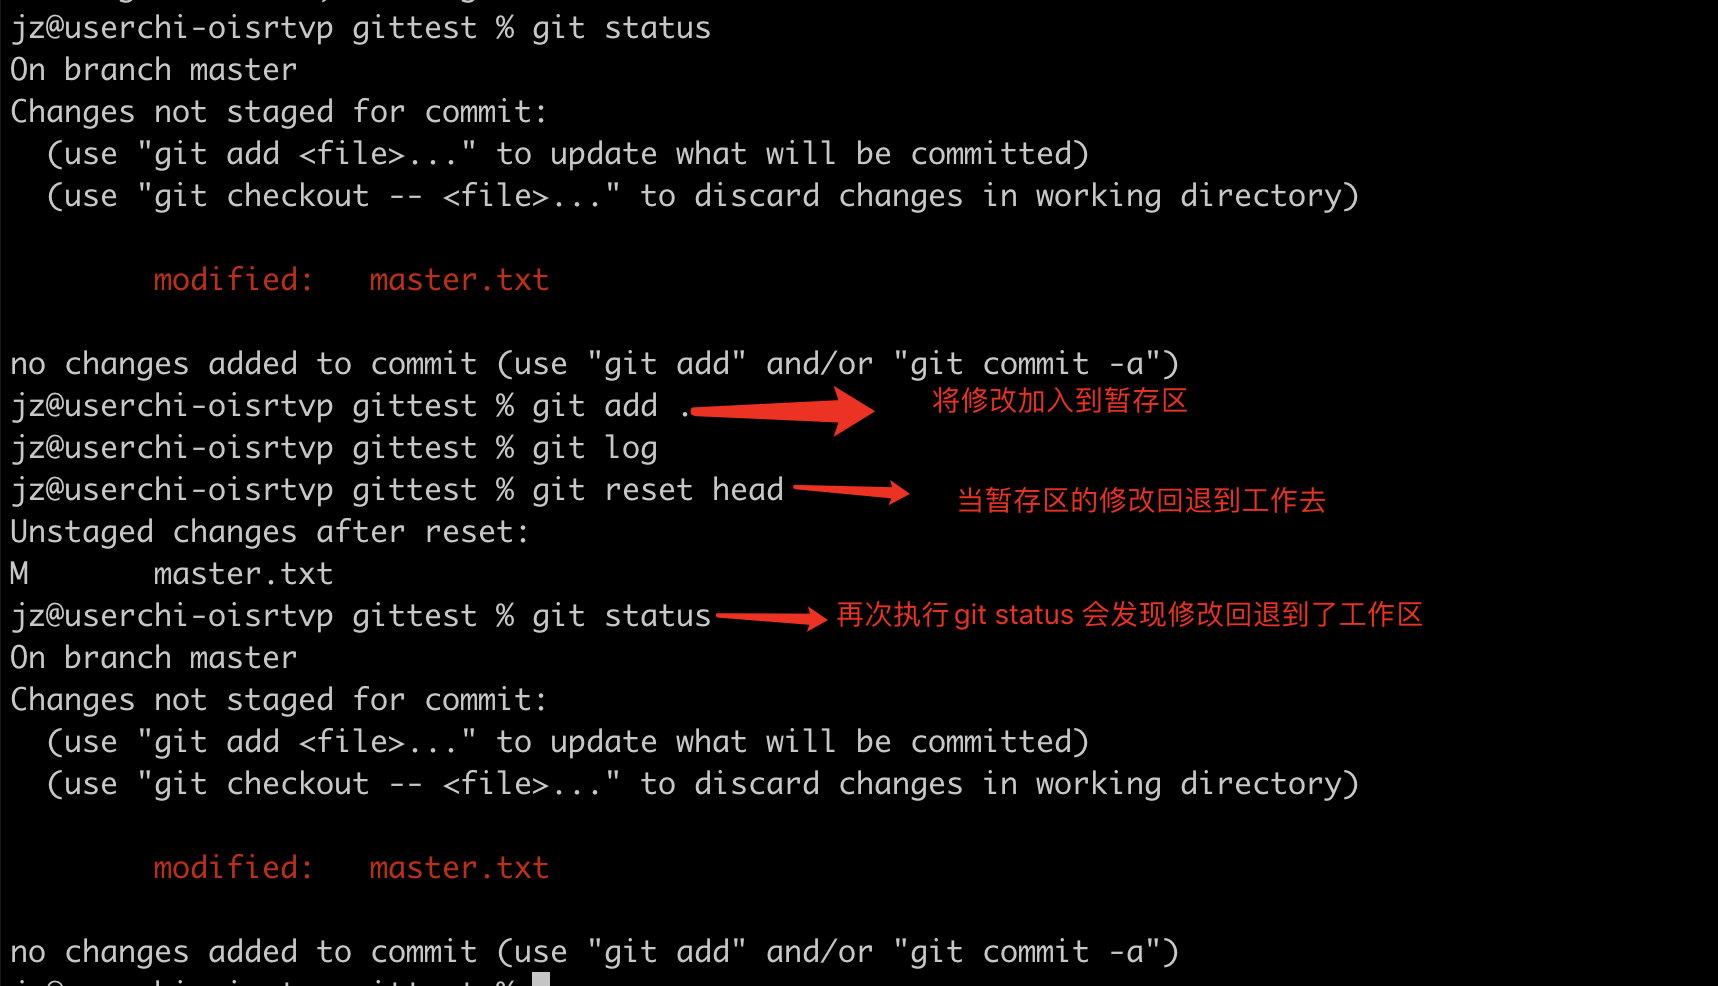 jz@userchi-oisrtvp gittest % git status
On branch master
Changes not staged for commit:
  (use "git add <file>..." to update what will be committed)
  (use "git checkout -- <file>..." to discard changes in working directory)
        modified:   master.txt
no changes added to commit (use "git add" and/or "git commit -a")
jz@userchi-oisrtvp gittest % git add . 将修改加入到暂存区
jz@userchi-oisrtvp gittest % git log
jz@userchi-oisrtvp gittest % git reset head 当暂存区的修改回退到工作去
Unstaged changes after reset:
M       master.txt
jz@userchi-oisrtvp gittest % git status 再次执行git status 会发现修改回退到了工作区
On branch master
Changes not staged for commit:
  (use "git add <file>..." to update what will be committed)
  (use "git checkout -- <file>..." to discard changes in working directory)
        modified:   master.txt
no changes added to commit (use "git add" and/or "git commit -a")